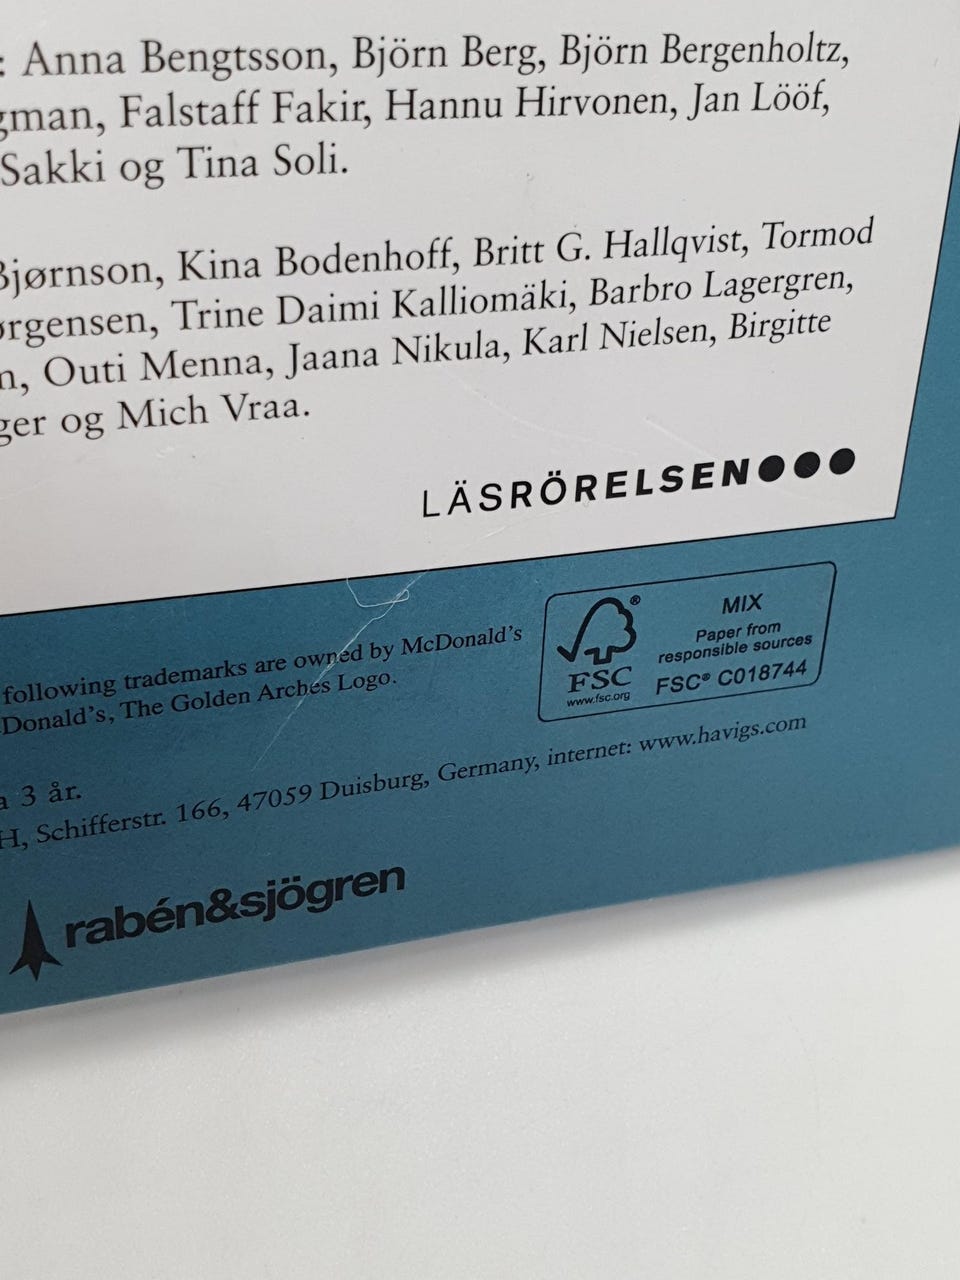 : Anna Bengtsson, Björn Berg, Björn Bergenholtz,
gman, Falstaff Fakir, Hannu Hirvonen, Jan Lööf,
Sakki og Tina Soli.
Bjørnson, Kina Bodenhoff, Britt G. Hallqvist, Tormod
ørgensen, Trine Daimi Kalliomäki, Barbro Lagergren,
n, Outi Menna, Jaana Nikula, Karl Nielsen, Birgitte
ger og Mich Vraa.
LÄSRÖRELSEN●●●
following trademarks are owned by McDonald's
Donald's, The Golden Arches Logo.
®
FSC
www.fsc.org
MIX
Paper from
responsible sources
FSC® C018744
a 3 år.
H, Schifferstr. 166, 47059 Duisburg, Germany, internet: www.havigs.com
rabén&sjögren